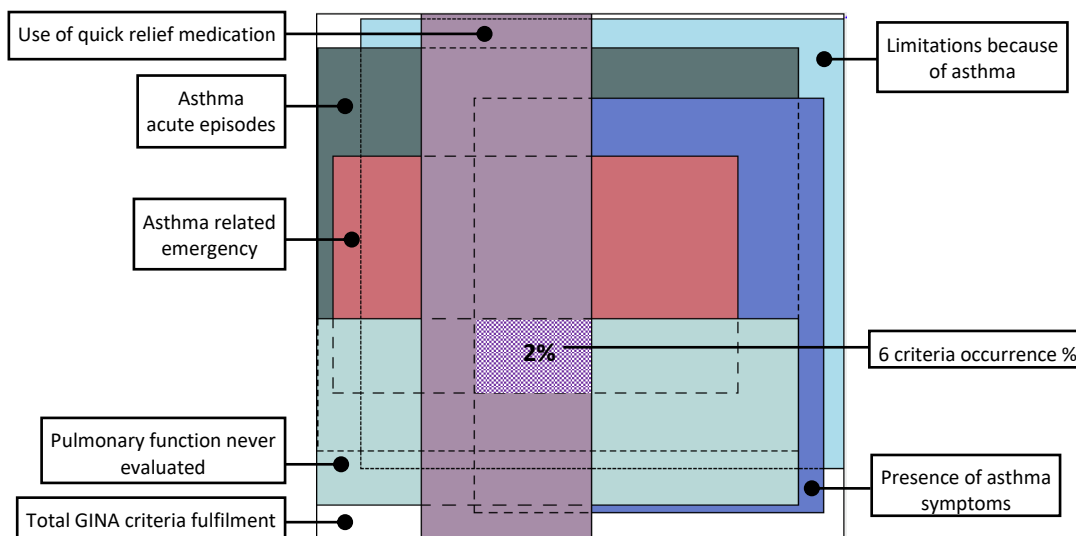 Use of quick relief medication
Limitations because
of asthma
Asthma
acute episodes
Asthma related
emergency
2%
6 criteria occurrence %
Pulmonary function never
evaluated
Presence of asthma
symptoms
Total GINA criteria fulfilment